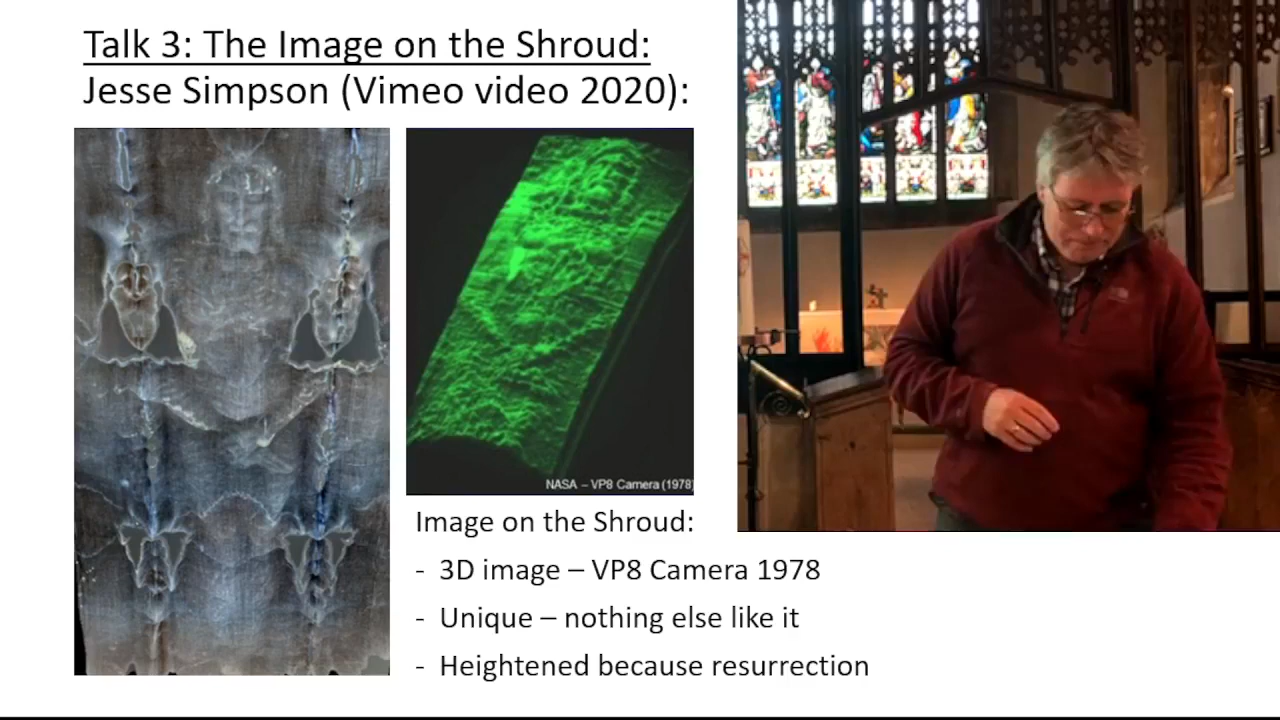 Talk 3: The Image on the Shroud:
Jesse Simpson (Vimeo video 2020):
NASA – VP8 Camera (1978)
Image on the Shroud:
- 3D image – VP8 Camera 1978
- Unique – nothing else like it
- Heightened because resurrection